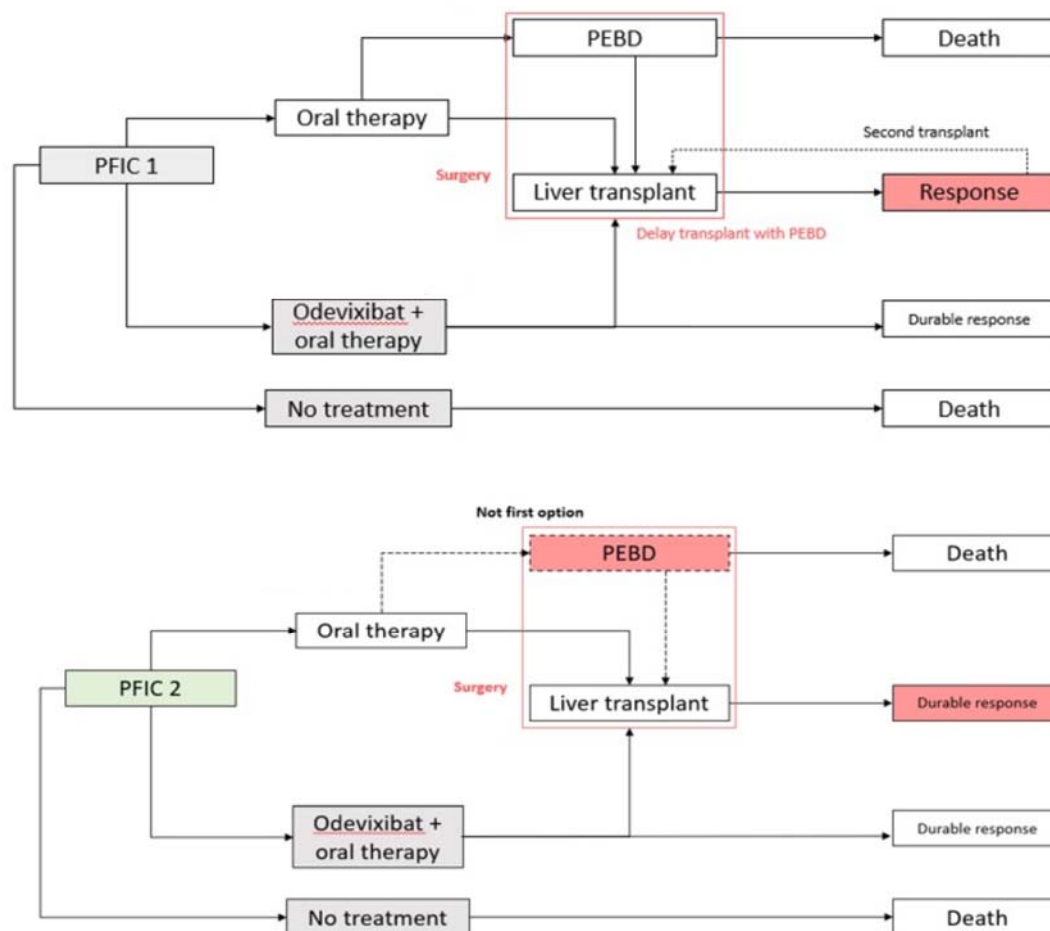 PEBD
Death
Oral therapy
Second transplant
PFIC 1
Surgery
Liver transplant
Response
Delay transplant with PEBD
Odevixibat +
oral therapy
Durable response
No treatment
Death
Not first option
PEBD
Death
Oral therapy
PFIC 2
Surgery
Liver transplant
Durable response
Odevixibat +
oral therapy
Durable response
No treatment
Death